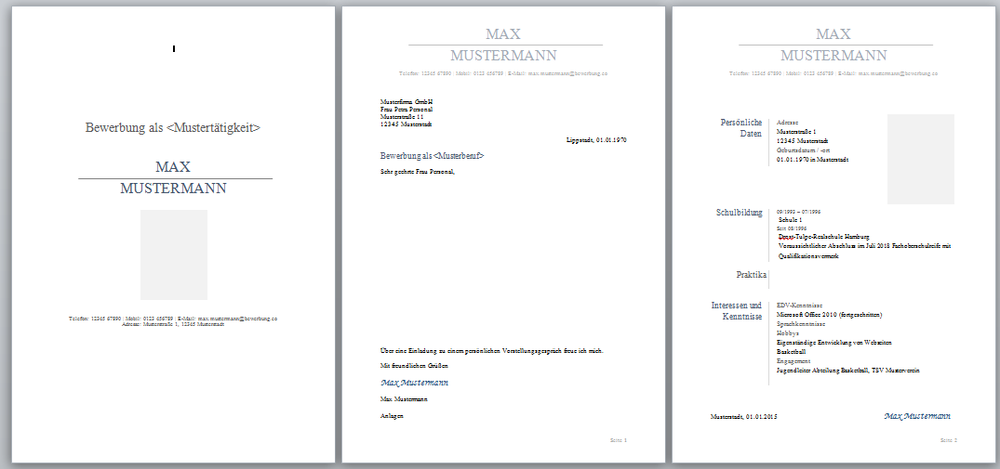 Bewerbung als <Mustertätigkeit>
MAX
MUSTERMANN
Telefon: 12345 67890 | Mobil: 0123 456789 | E-Mail: max.mustermann@bewerbung.co
Adresse: Musterstraße 1, 12345 Musterstadt
MAX
MUSTERMANN
Telefon: 12345 67890 | Mobil: 0123 456789 | E-Mail: max.mustermann@bewerbung.co
Musterfirma GmbH
Frau Petra Personal
Musterstraße 11
12345 Musterstadt
Lippstadt, 01.01.1970
Bewerbung als <Musterberuf>
Sehr geehrte Frau Personal,
Über eine Einladung zu einem persönlichen Vorstellungsgespräch freue ich mich.
Mit freundlichen Grüßen
Max Mustermann
Max Mustermann
Anlagen
Seite 1
MAX
MUSTERMANN
Telefon: 12345 67890 | Mobil: 0123 456789 | E-Mail: max.mustermann@bewerbung.co
Persönliche
Daten
Adresse
Musterstraße 1
12345 Musterstadt
Geburtsdatum / -ort
01.01.1970 in Musterstadt
Schulbildung
09/1992 – 07/1996
Schule 1
Seit 08/1996
-Tulpe-Realschule Hamburg
Voraussichtlicher Abschluss im Juli 2018 Fachoberschulreife mit
Qualifikationsvermerk
Praktika
Interessen und
Kenntnisse
EDV-Kenntnisse
Microsoft Office 2010 (fortgeschritten)
Sprachkenntnisse
Hobbys
Eigenständige Entwicklung von Webseiten
Basketball
Engagement
Jugendleiter Abteilung Basketball, TSV Musterverein
Musterstadt, 01.01.2015
Max Mustermann
Seite 2